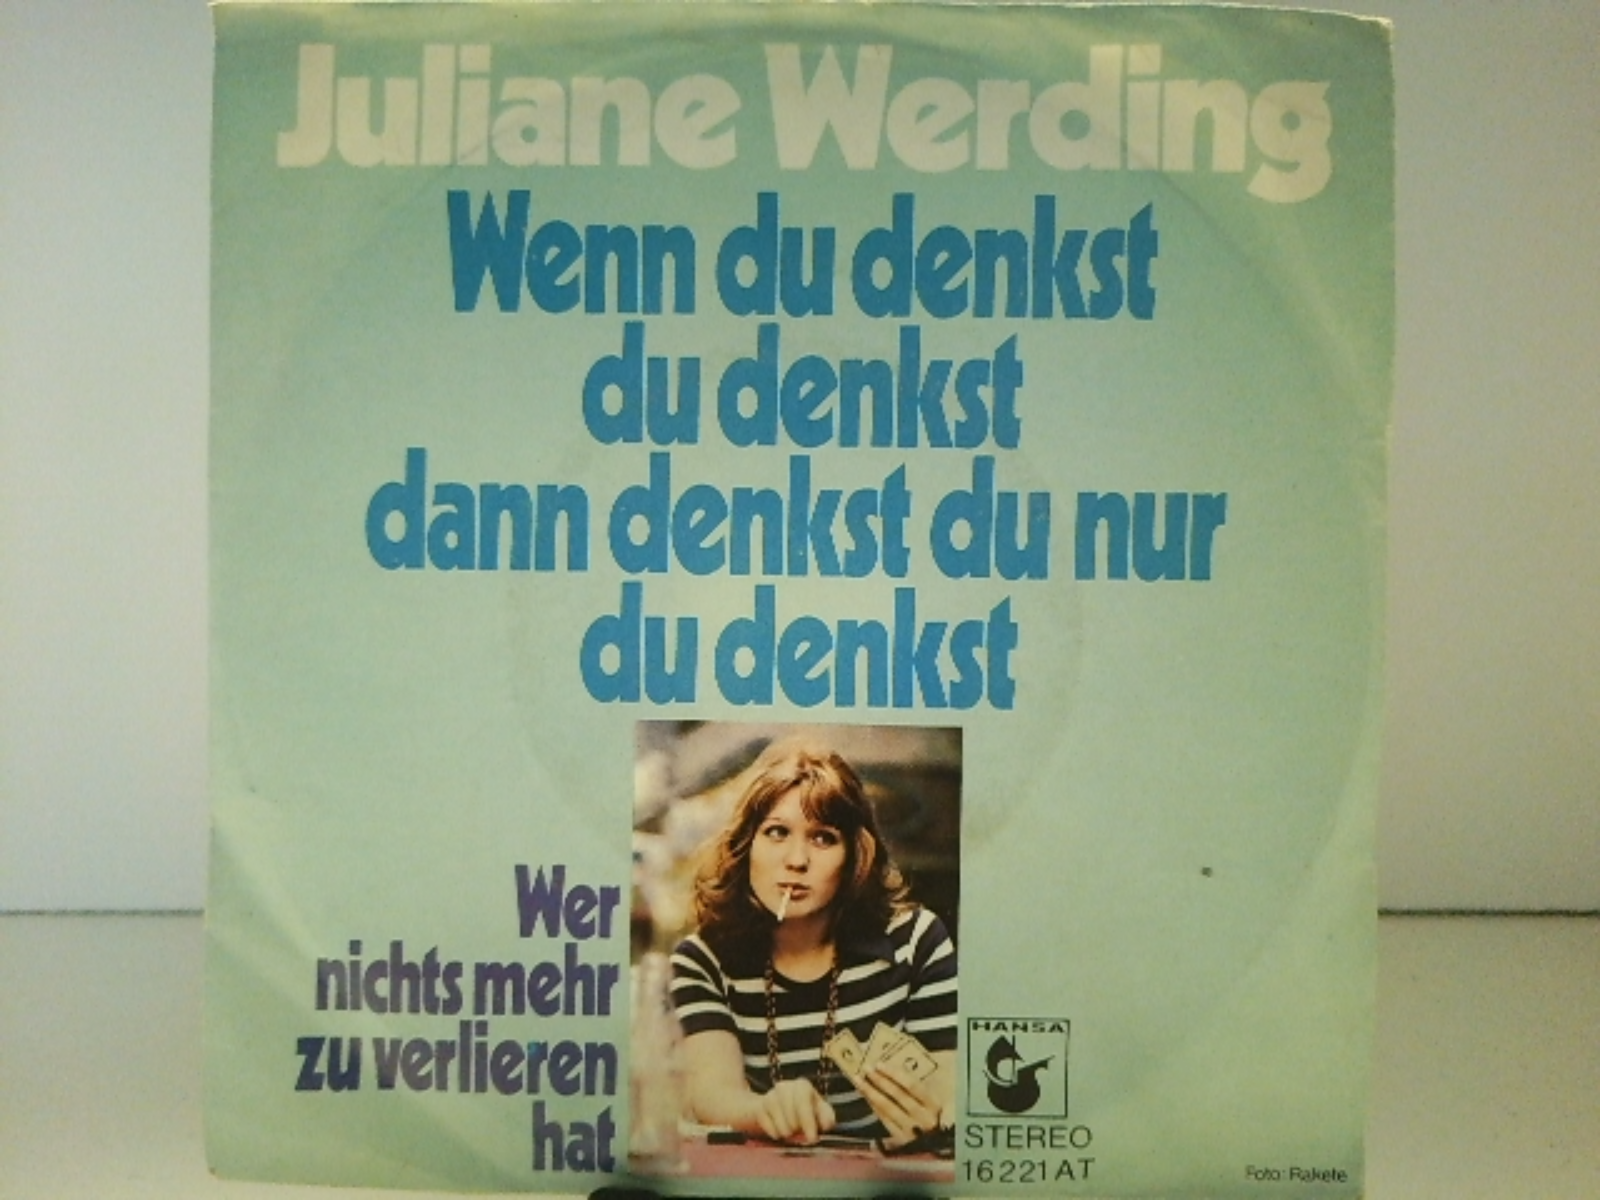 Juliane Werding
Wenn du denkst
du denkst
dann denkst du nur
du denkst
Wer
nichts mehr
zu verlieren
hat
HANSA
STEREO
16 221 AT
Foto: Rakete